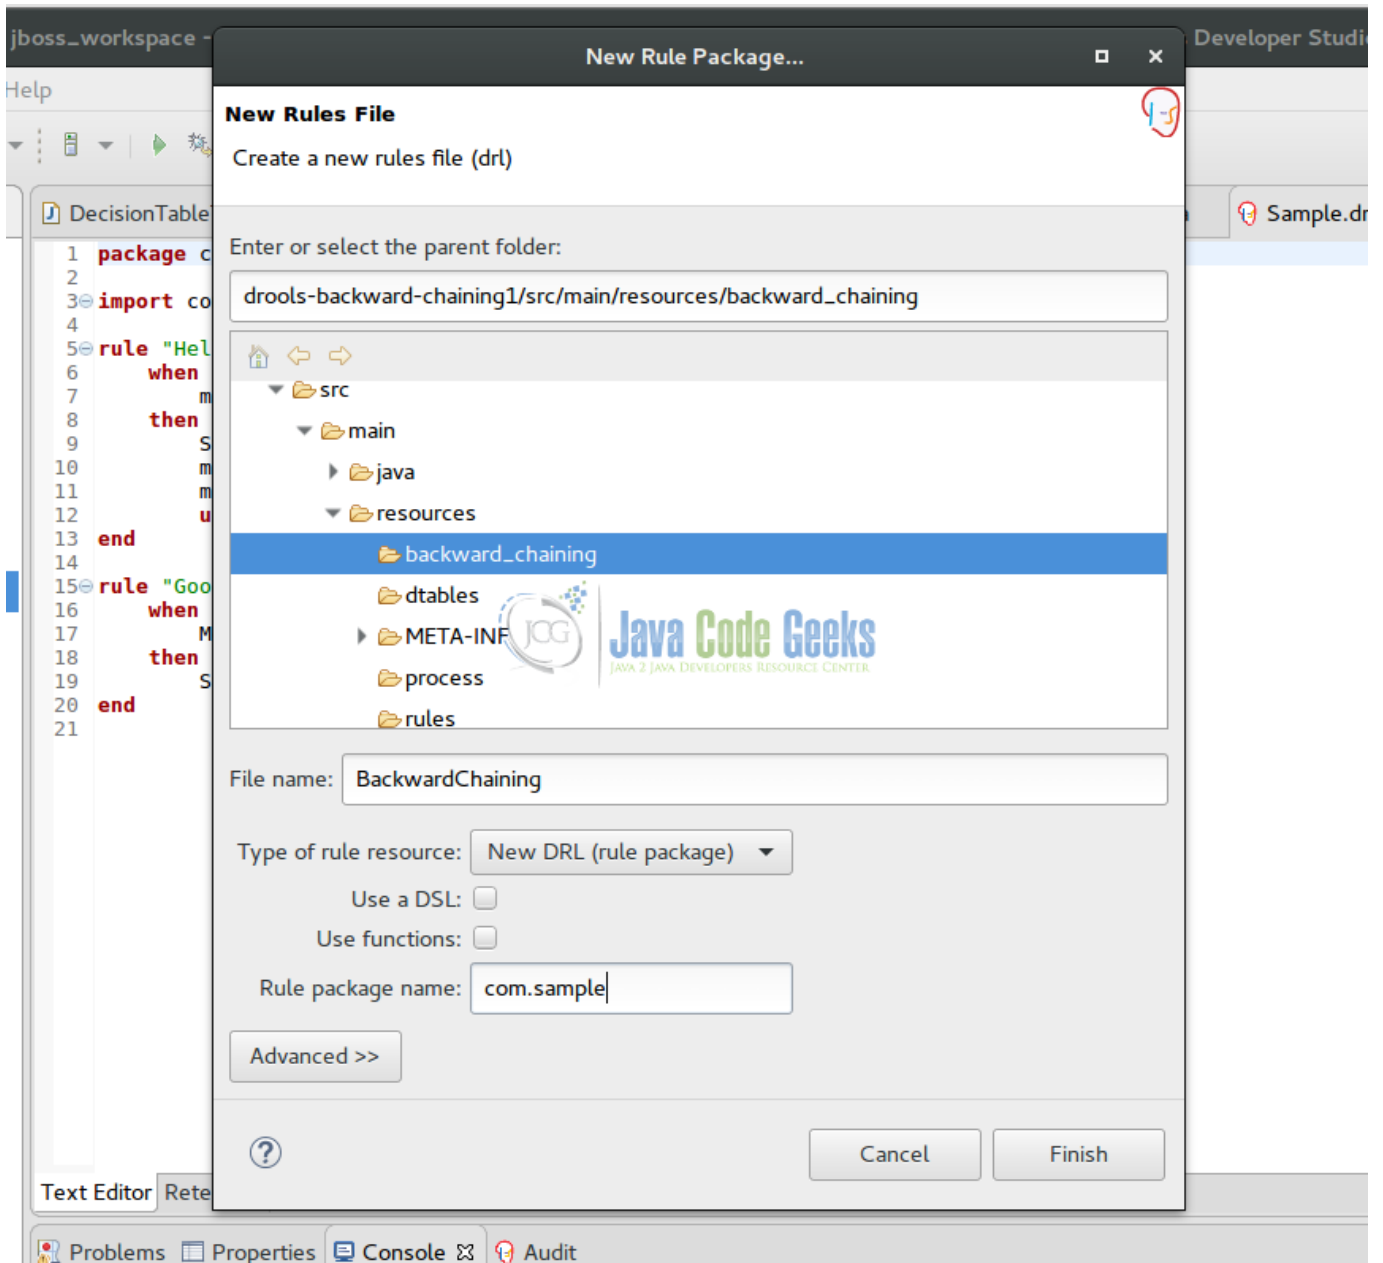 jboss_workspace -
New Rule Package...
Developer Studi
Help
New Rules File
Create a new rules file (drl)
DecisionTable
Sample.dr
1 package c
2
3 import co
4
5 rule "Hel
6 when
7 m
8 then
9 S
10 m
11 m
12 u
13 end
14
15 rule "Goo
16 when
17 M
18 then
19 S
20 end
21
Enter or select the parent folder:
drools-backward-chaining1/src/main/resources/backward_chaining
src
main
java
resources
backward_chaining
dtables
META-INF
process
rules
JCG
Java Code Geeks
JAVA 2 JAVA DEVELOPERS RESOURCE CENTER
File name: BackwardChaining
Type of rule resource: New DRL (rule package)
Use a DSL:
Use functions:
Rule package name: com.sample
Advanced >>
Cancel
Finish
Text Editor
Rete
Problems
Properties
Console
Audit